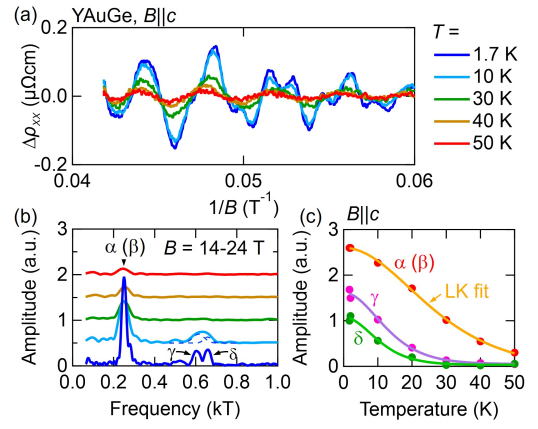 (a) YAuGe, B||c
Δρxx (μΩcm)
0.2
0.0
-0.2
0.04 0.05 0.06
1/B (T⁻¹)
T =
1.7 K
10 K
30 K
40 K
50 K
(b)
Amplitude (a.u.)
3
2
1
0
α (β)
B = 14-24 T
γ δ
0.0 0.2 0.4 0.6 0.8 1.0
Frequency (kT)
(c) B||c
Amplitude (a.u.)
3
2
1
0
α (β)
γ
δ
LK fit
0 10 20 30 40 50
Temperature (K)